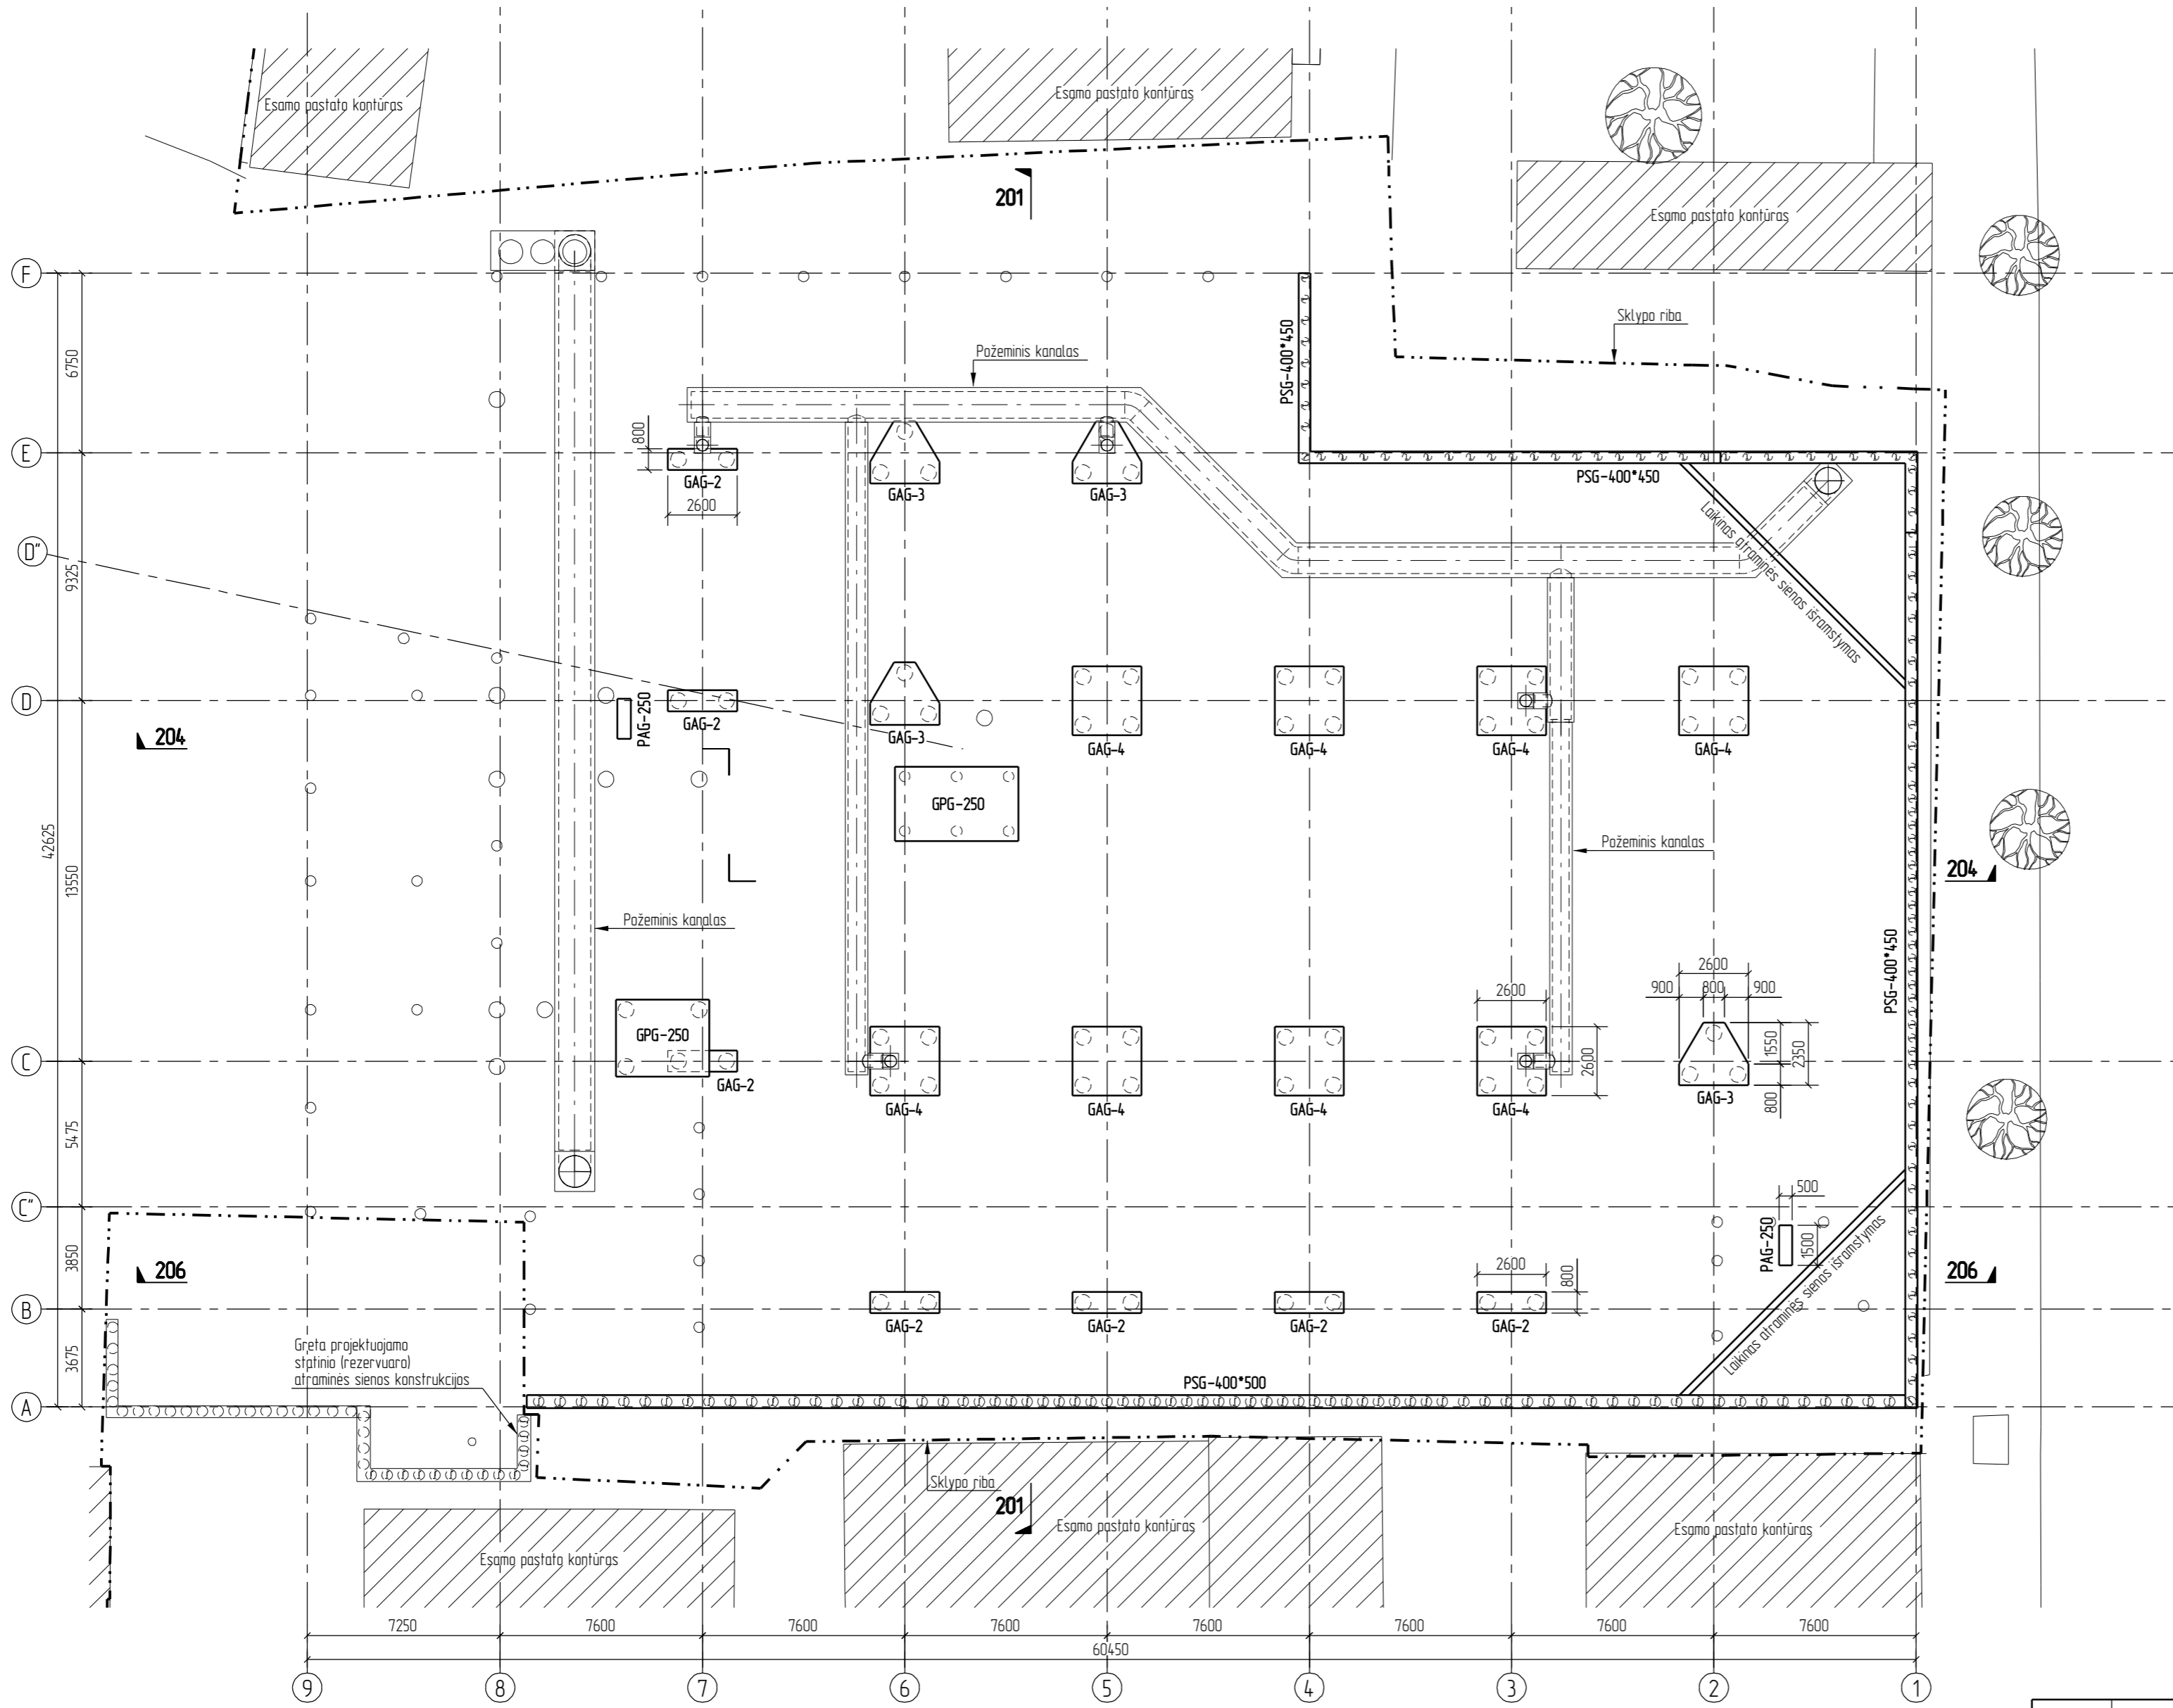 Esamo pastato kontūras
Esamo pastato kontūras
201
Esamo pastato kontūras
F
Sklypo riba
6750
Požeminis kanalas
PSG-400*450
800
E
GAG-2
GAG-3
GAG-3
PSG-400*450
2600
Laikinas atraminės sienos išramstymas
D"
9325
D
PAG-250
GAG-2
GAG-3
GAG-4
GAG-4
GAG-4
GAG-4
204
GPG-250
42625
13550
Požeminis kanalas
204
Požeminis kanalas
PSG-400*450
2600
900
800
900
2600
GPG-250
1550
2350
C
2600
GAG-2
GAG-4
GAG-4
GAG-4
GAG-4
GAG-3
800
5475
500
C"
PAG-250
1500
3850
206
2600
800
Laikinas atraminės sienos išramstymas
206
B
GAG-2
GAG-2
GAG-2
GAG-2
Greta projektuojamo
statinio (rezervuaro)
atraminės sienos konstrukcijos
3675
PSG-400*500
A
Sklypo riba
201
Esamo pastato kontūras
Esamo pastato kontūras
Esamo pastato kontūras
7250
7600
7600
7600
7600
7600
7600
7600
60450
9
8
7
6
5
4
3
2
1